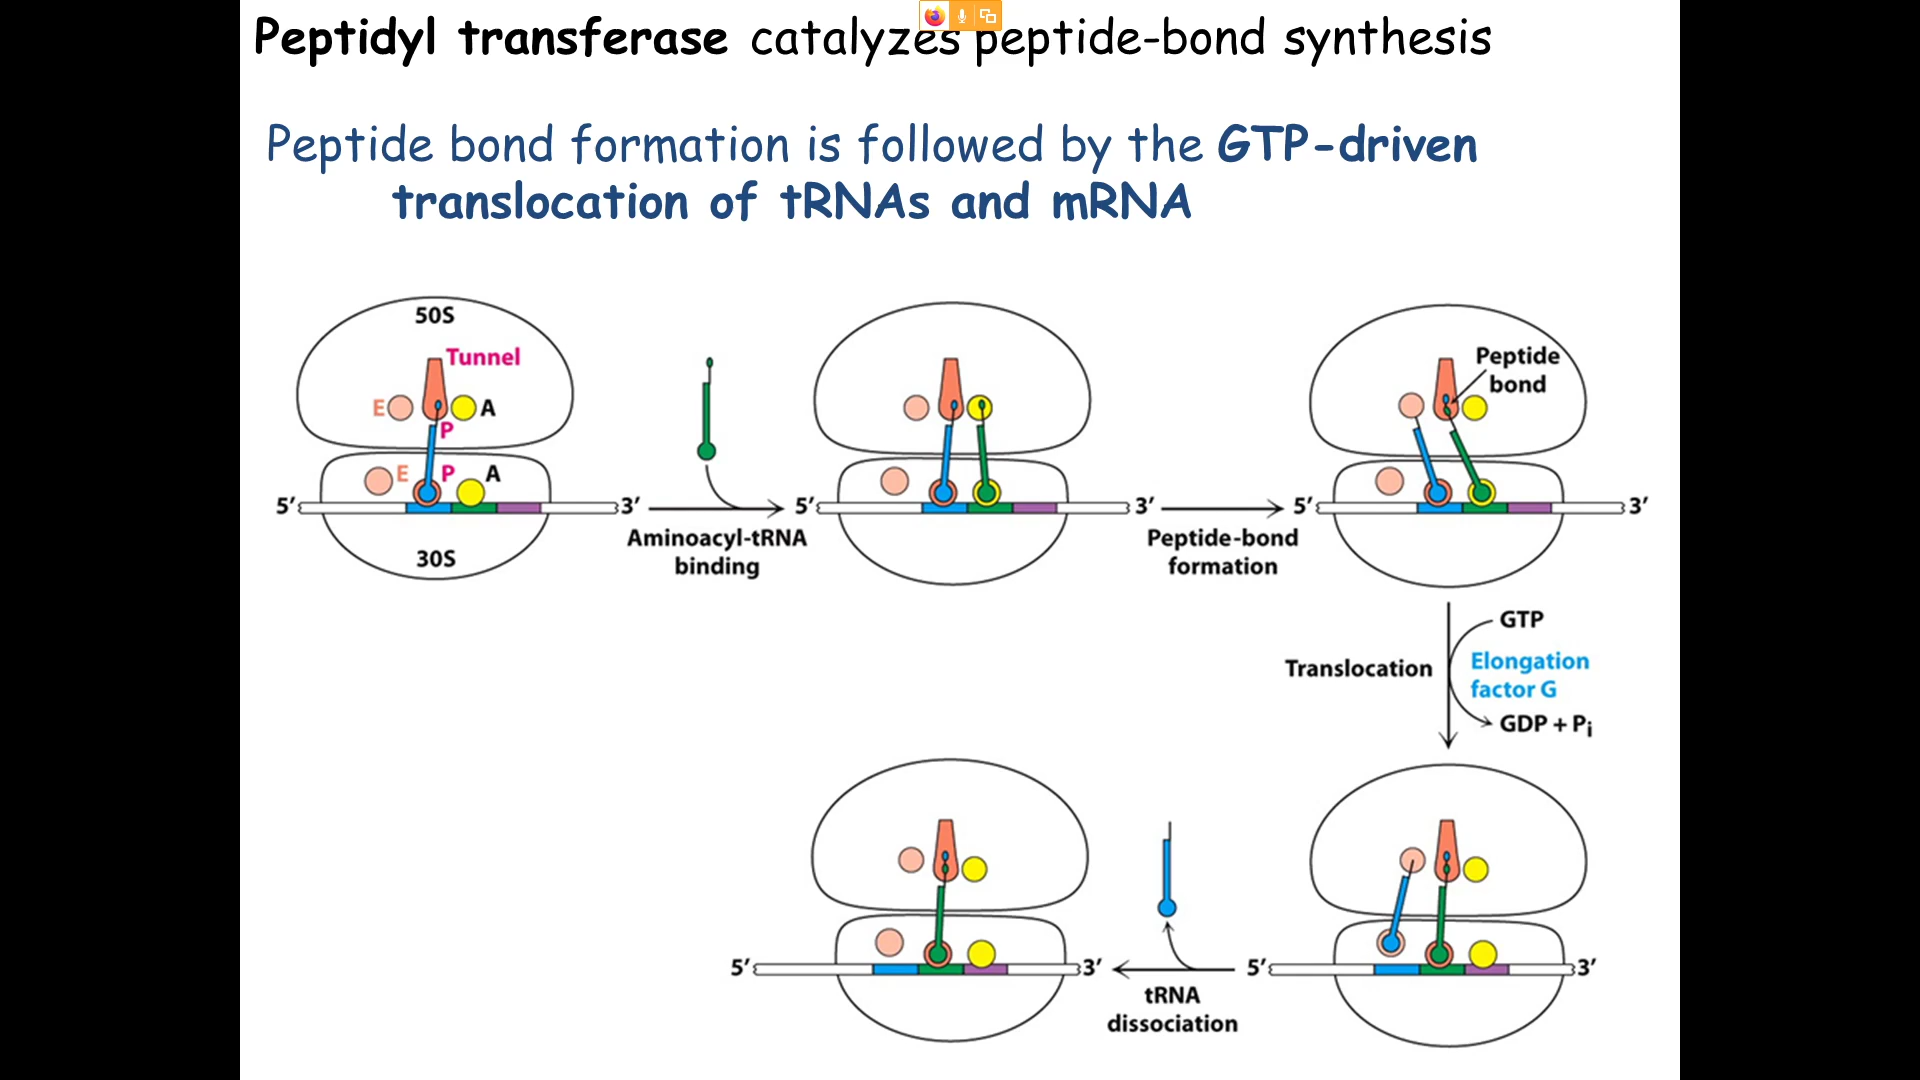 Peptidyl transferase catalyzes peptide-bond synthesis
Peptide bond formation is followed by the GTP-driven
translocation of tRNAs and mRNA
50S
Tunnel
E
A
P
E
P
A
5′
3′
30S
Aminoacyl-tRNA
binding
5′
3′
Peptide-bond
formation
Peptide
bond
5′
3′
GTP
Translocation
Elongation
factor G
GDP + Pi
5′
3′
tRNA
dissociation
5′
3′